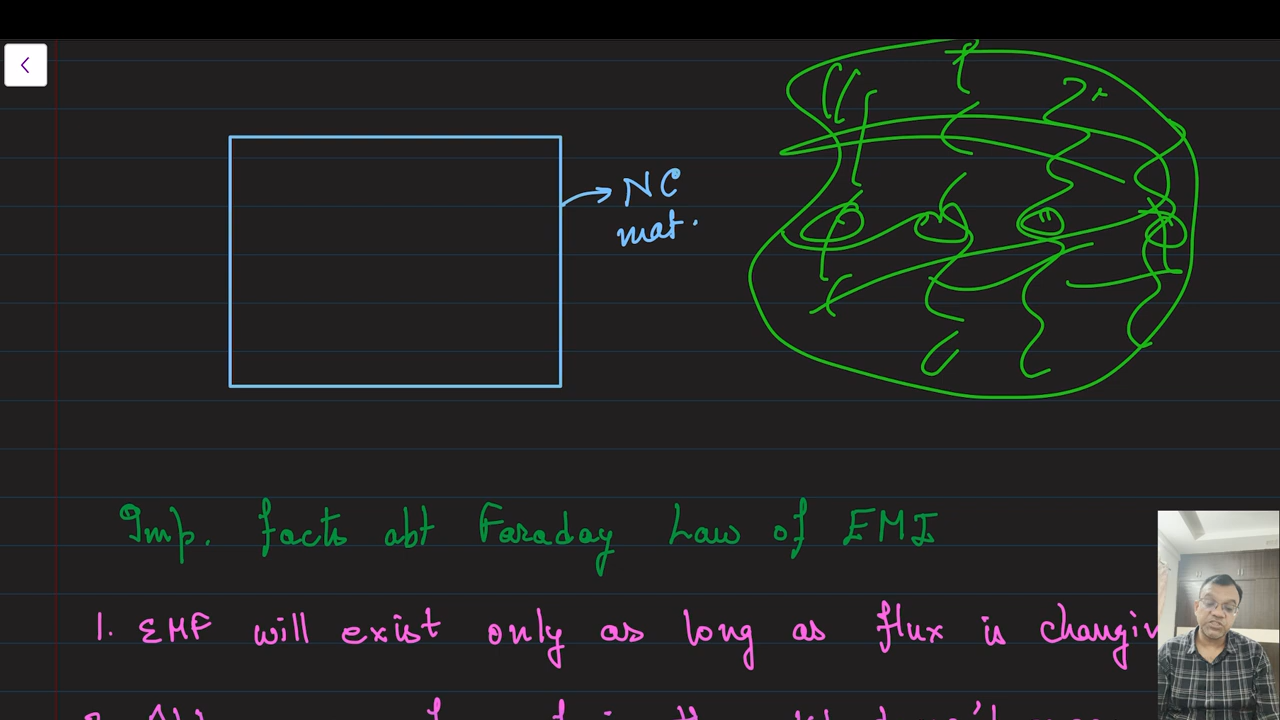 NC
mat.
Imp. facts abt Faraday Law of EMI
1. EMF will exist only as long as flux is changin